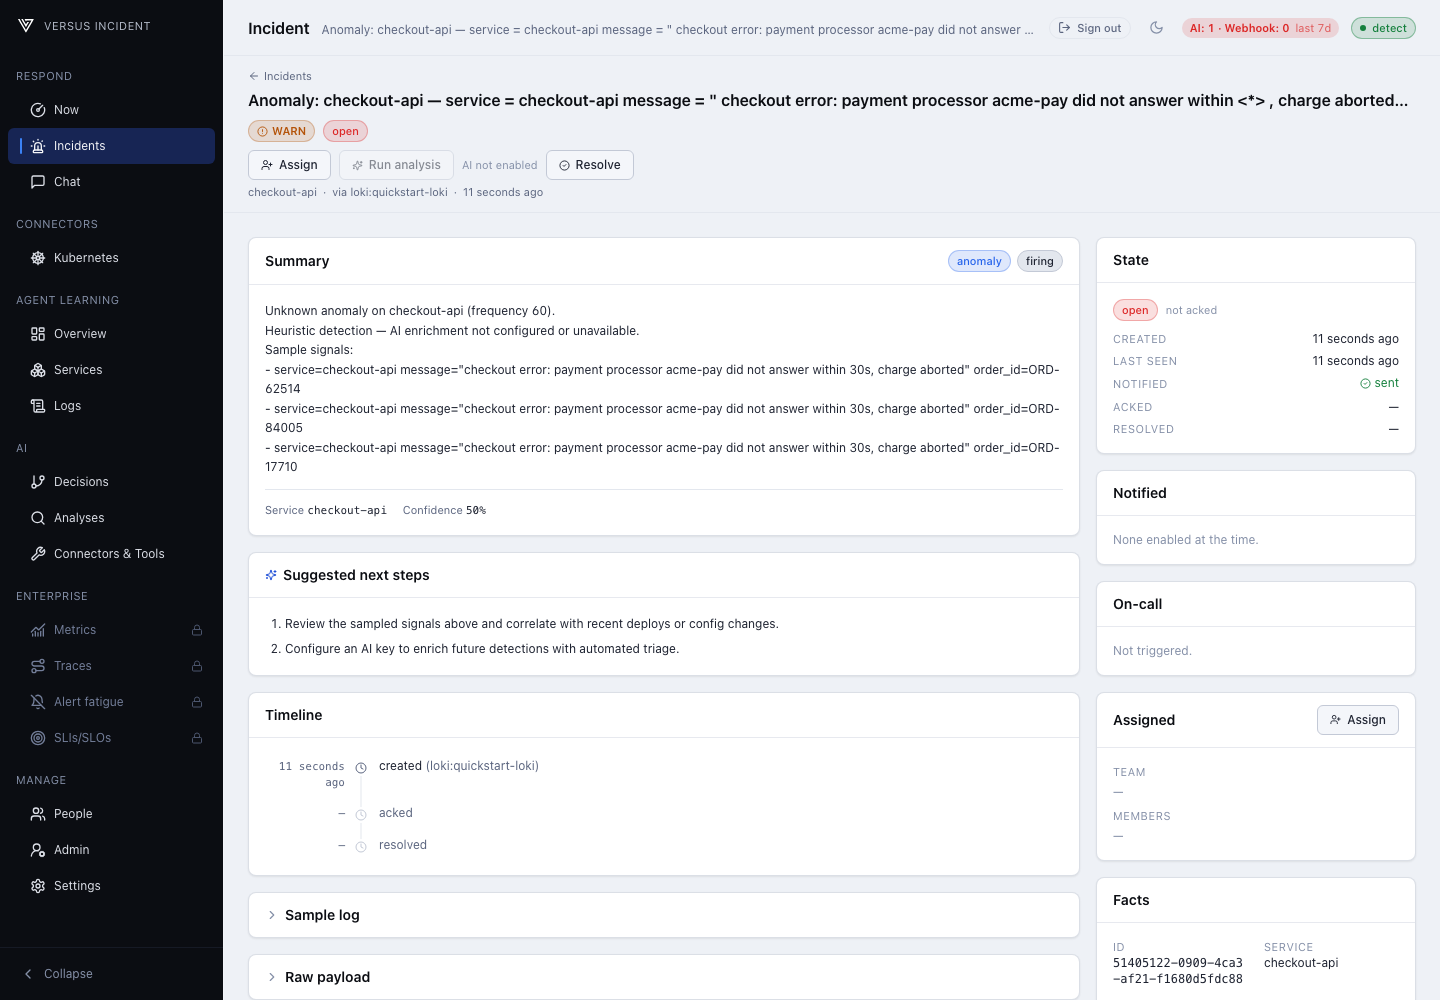 VERSUS INCIDENT
RESPOND
Now
Incidents
Chat
CONNECTORS
Kubernetes
AGENT LEARNING
Overview
Services
Logs
AI
Decisions
Analyses
Connectors & Tools
ENTERPRISE
Metrics
Traces
Alert fatigue
SLIs/SLOs
MANAGE
People
Admin
Settings
Collapse
Incident Anomaly: checkout-api — service = checkout-api message = " checkout error: payment processor acme-pay did not answer ... Sign out AI: 1 · Webhook: 0 last 7d detect
Incidents
Anomaly: checkout-api — service = checkout-api message = " checkout error: payment processor acme-pay did not answer within <*> , charge aborted...
WARN open
Assign Run analysis AI not enabled Resolve
checkout-api · via loki:quickstart-loki · 11 seconds ago
Summary anomaly firing
Unknown anomaly on checkout-api (frequency 60).
Heuristic detection — AI enrichment not configured or unavailable.
Sample signals:
- service=checkout-api message="checkout error: payment processor acme-pay did not answer within 30s, charge aborted" order_id=ORD-
62514
- service=checkout-api message="checkout error: payment processor acme-pay did not answer within 30s, charge aborted" order_id=ORD-
84005
- service=checkout-api message="checkout error: payment processor acme-pay did not answer within 30s, charge aborted" order_id=ORD-
17710
Service checkout-api Confidence 50%
Suggested next steps
1. Review the sampled signals above and correlate with recent deploys or config changes.
2. Configure an AI key to enrich future detections with automated triage.
Timeline
11 seconds ago created (loki:quickstart-loki)
— acked
— resolved
Sample log
Raw payload
State
open not acked
CREATED 11 seconds ago
LAST SEEN 11 seconds ago
NOTIFIED sent
ACKED —
RESOLVED —
Notified
None enabled at the time.
On-call
Not triggered.
Assigned Assign
TEAM
—
MEMBERS
—
Facts
ID SERVICE
51405122-0909-4ca3 checkout-api
-af21-f1680d5fdc88